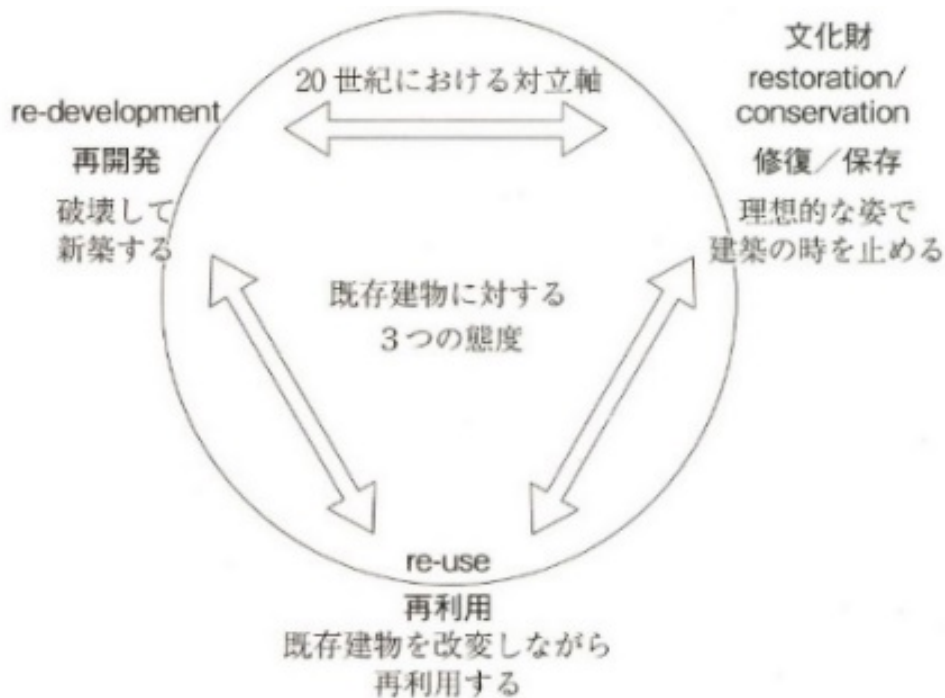 20世紀における対立軸
re-development
再開発
破壊して
新築する
文化財
restoration/
conservation
修復／保存
理想的な姿で
建築の時を止める
既存建物に対する
3つの態度
re-use
再利用
既存建物を改変しながら
再利用する